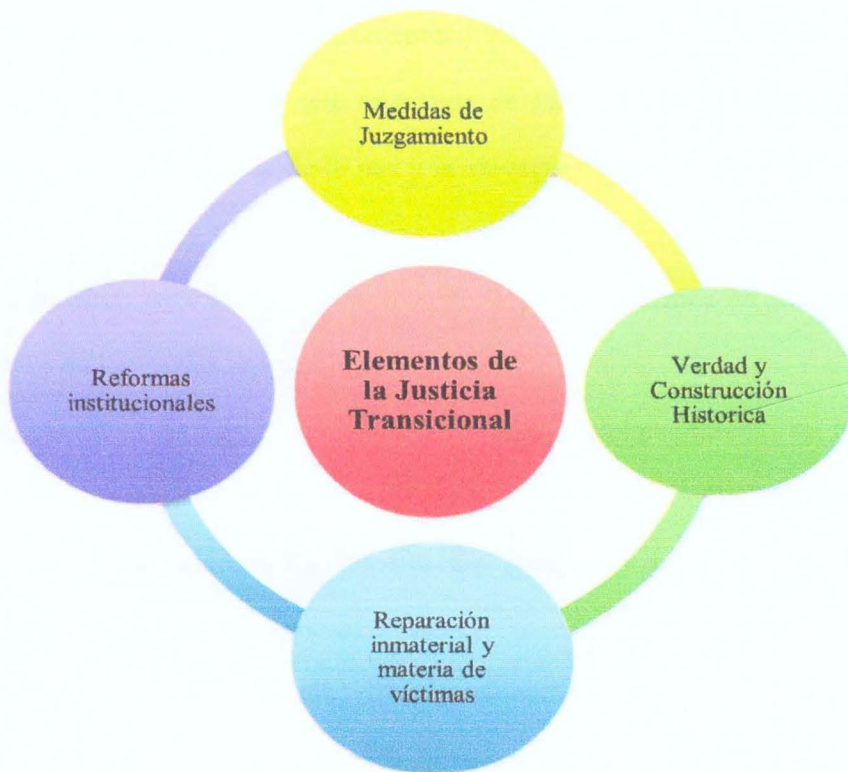 Medidas de
Juzgamiento
Elementos de
la Justicia
Transicional
Verdad y
Construcción
Historica
Reformas
institucionales
Reparación
inmaterial y
materia de
víctimas